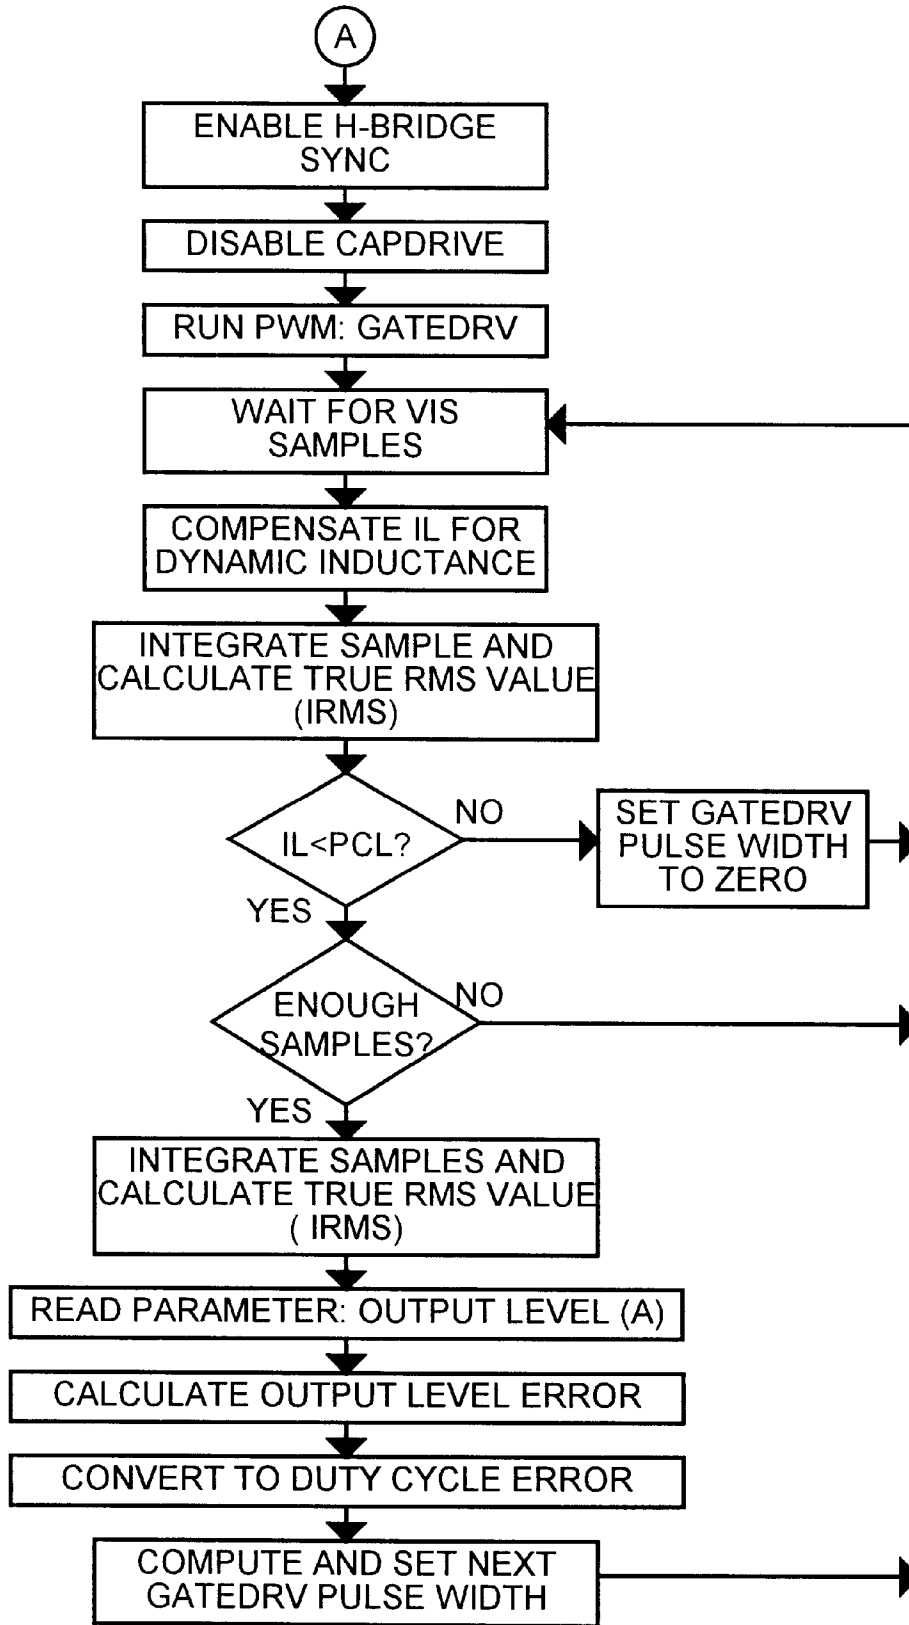 A
ENABLE H-BRIDGE
SYNC
DISABLE CAPDRIVE
RUN PWM: GATEDRV
WAIT FOR VIS
SAMPLES
COMPENSATE IL FOR
DYNAMIC INDUCTANCE
INTEGRATE SAMPLE AND
CALCULATE TRUE RMS VALUE
(IRMS)
IL<PCL?
NO
SET GATEDRV
PULSE WIDTH
TO ZERO
YES
ENOUGH
SAMPLES?
NO
YES
INTEGRATE SAMPLES AND
CALCULATE TRUE RMS VALUE
( IRMS)
READ PARAMETER: OUTPUT LEVEL (A)
CALCULATE OUTPUT LEVEL ERROR
CONVERT TO DUTY CYCLE ERROR
COMPUTE AND SET NEXT
GATEDRV PULSE WIDTH